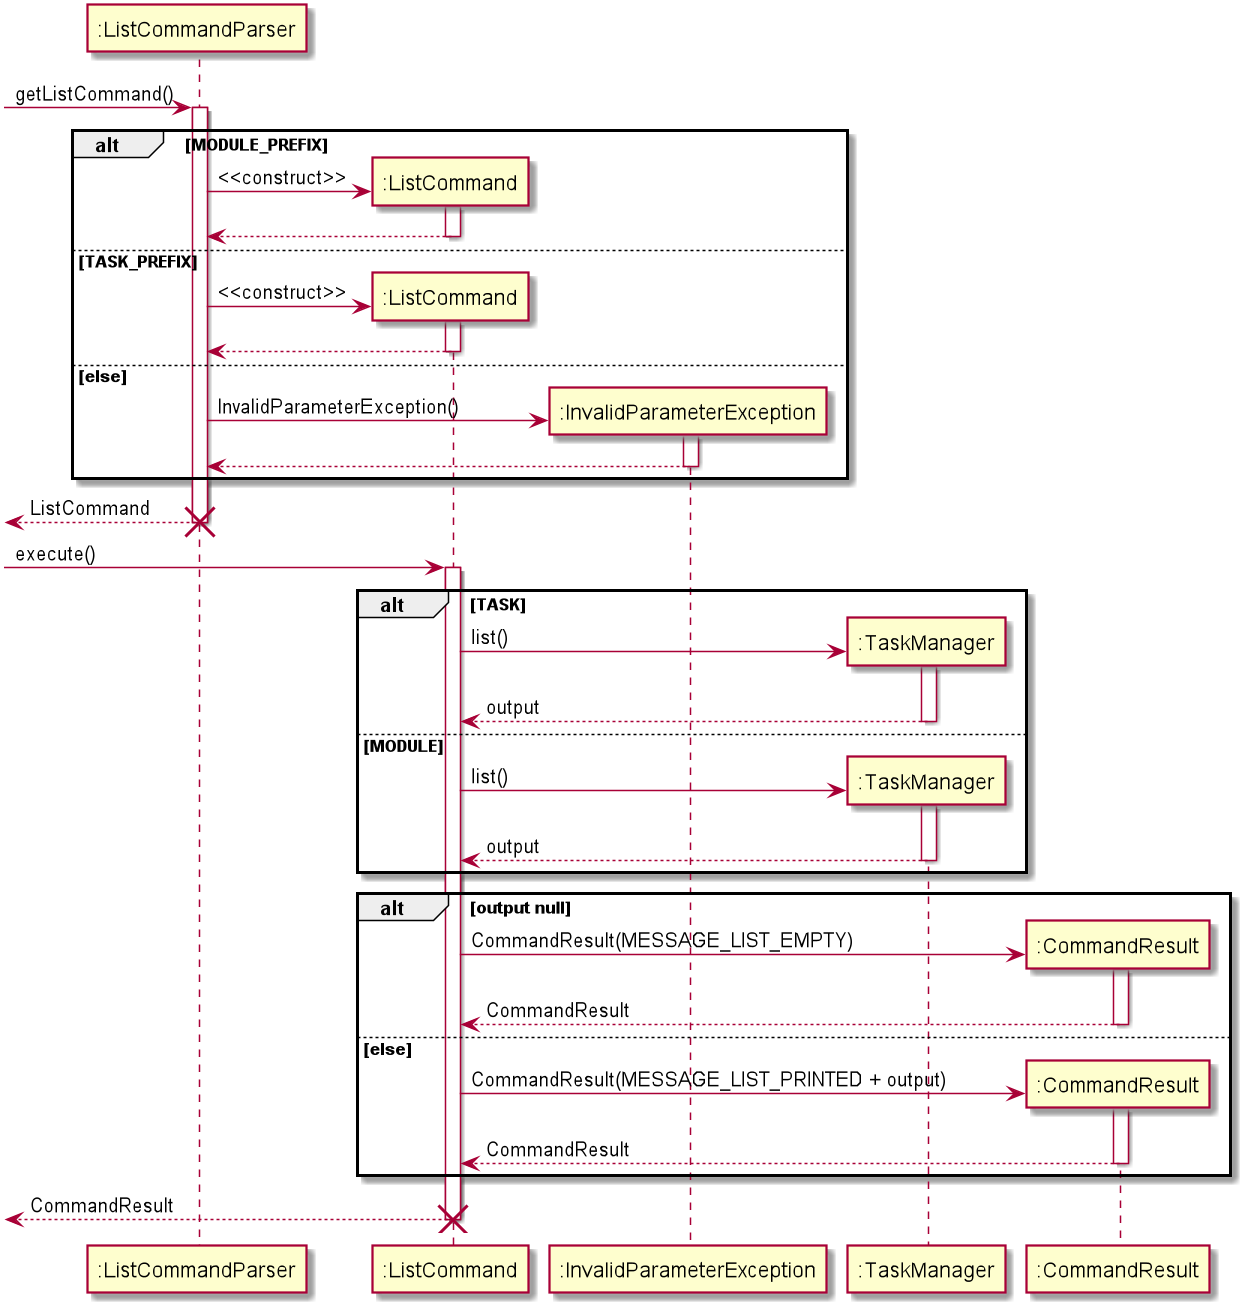 :ListCommandParser
getListCommand()
alt [MODULE_PREFIX]
<<construct>>
:ListCommand
[TASK_PREFIX]
<<construct>>
:ListCommand
[else]
InvalidParameterException()
:InvalidParameterException
ListCommand
execute()
alt [TASK]
list()
:TaskManager
output
[MODULE]
list()
:TaskManager
output
alt [output null]
CommandResult(MESSAGE_LIST_EMPTY)
:CommandResult
CommandResult
[else]
CommandResult(MESSAGE_LIST_PRINTED + output)
:CommandResult
CommandResult
CommandResult
:ListCommandParser :ListCommand :InvalidParameterException :TaskManager :CommandResult